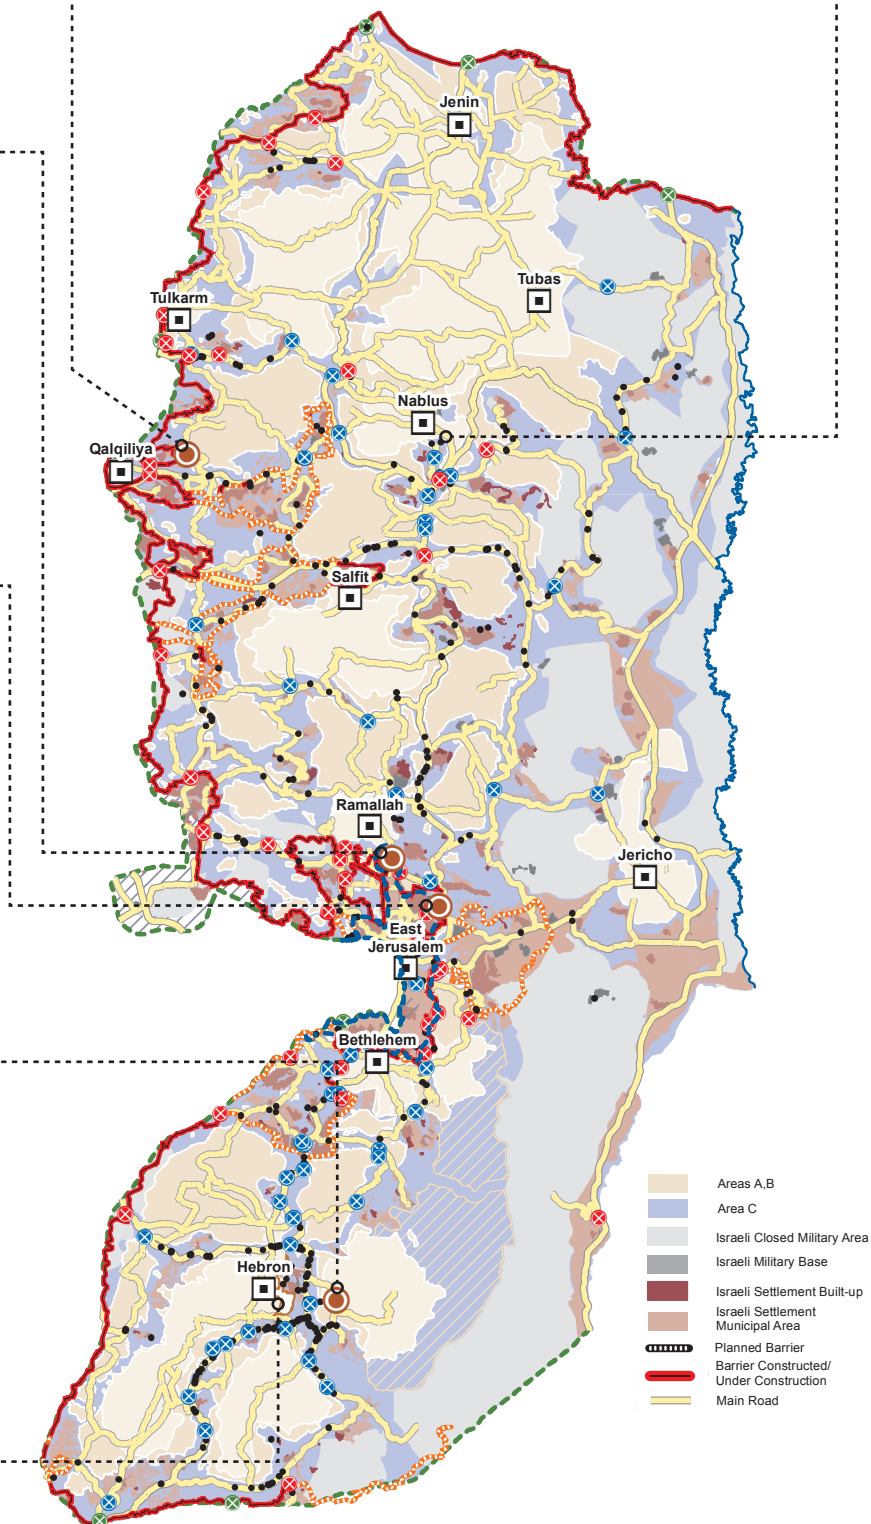 Jenin
Tubas
Tulkarm
Nablus
Qalqiliya
Salfit
Ramallah
Jericho
East
Jerusalem
Bethlehem
Hebron
Areas A,B
Area C
Israeli Closed Military Area
Israeli Military Base
Israeli Settlement Built-up
Israeli Settlement
Municipal Area
Planned Barrier
Barrier Constructed/
Under Construction
Main Road